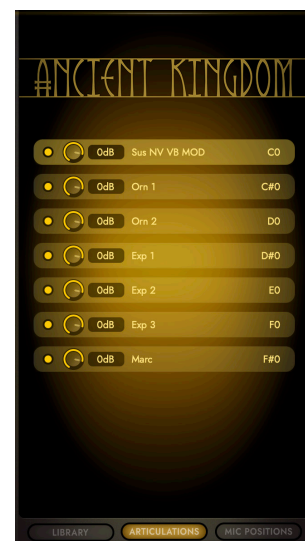 ANCIENT KINGDOM
0dB Sus NV VB MOD C0
0dB Orn 1 C#0
0dB Orn 2 D0
0dB Exp 1 D#0
0dB Exp 2 E0
0dB Exp 3 F0
0dB Marc F#0
LIBRARY ARTICULATIONS MIC POSITIONS